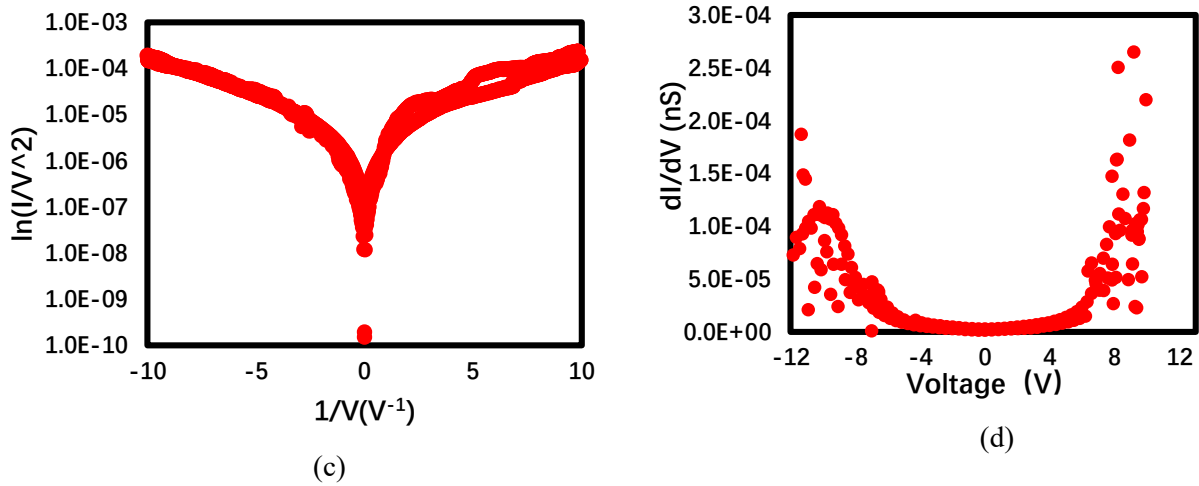 1.0E-03
1.0E-04
1.0E-05
1.0E-06
1.0E-07
1.0E-08
1.0E-09
1.0E-10
ln(I/V^2)
-10 -5 0 5 10
1/V(V-1)
(c)
3.0E-04
2.5E-04
2.0E-04
1.5E-04
1.0E-04
5.0E-05
0.0E+00
dI/dV (nS)
-12 -8 -4 0 4 8 12
Voltage (V)
(d)